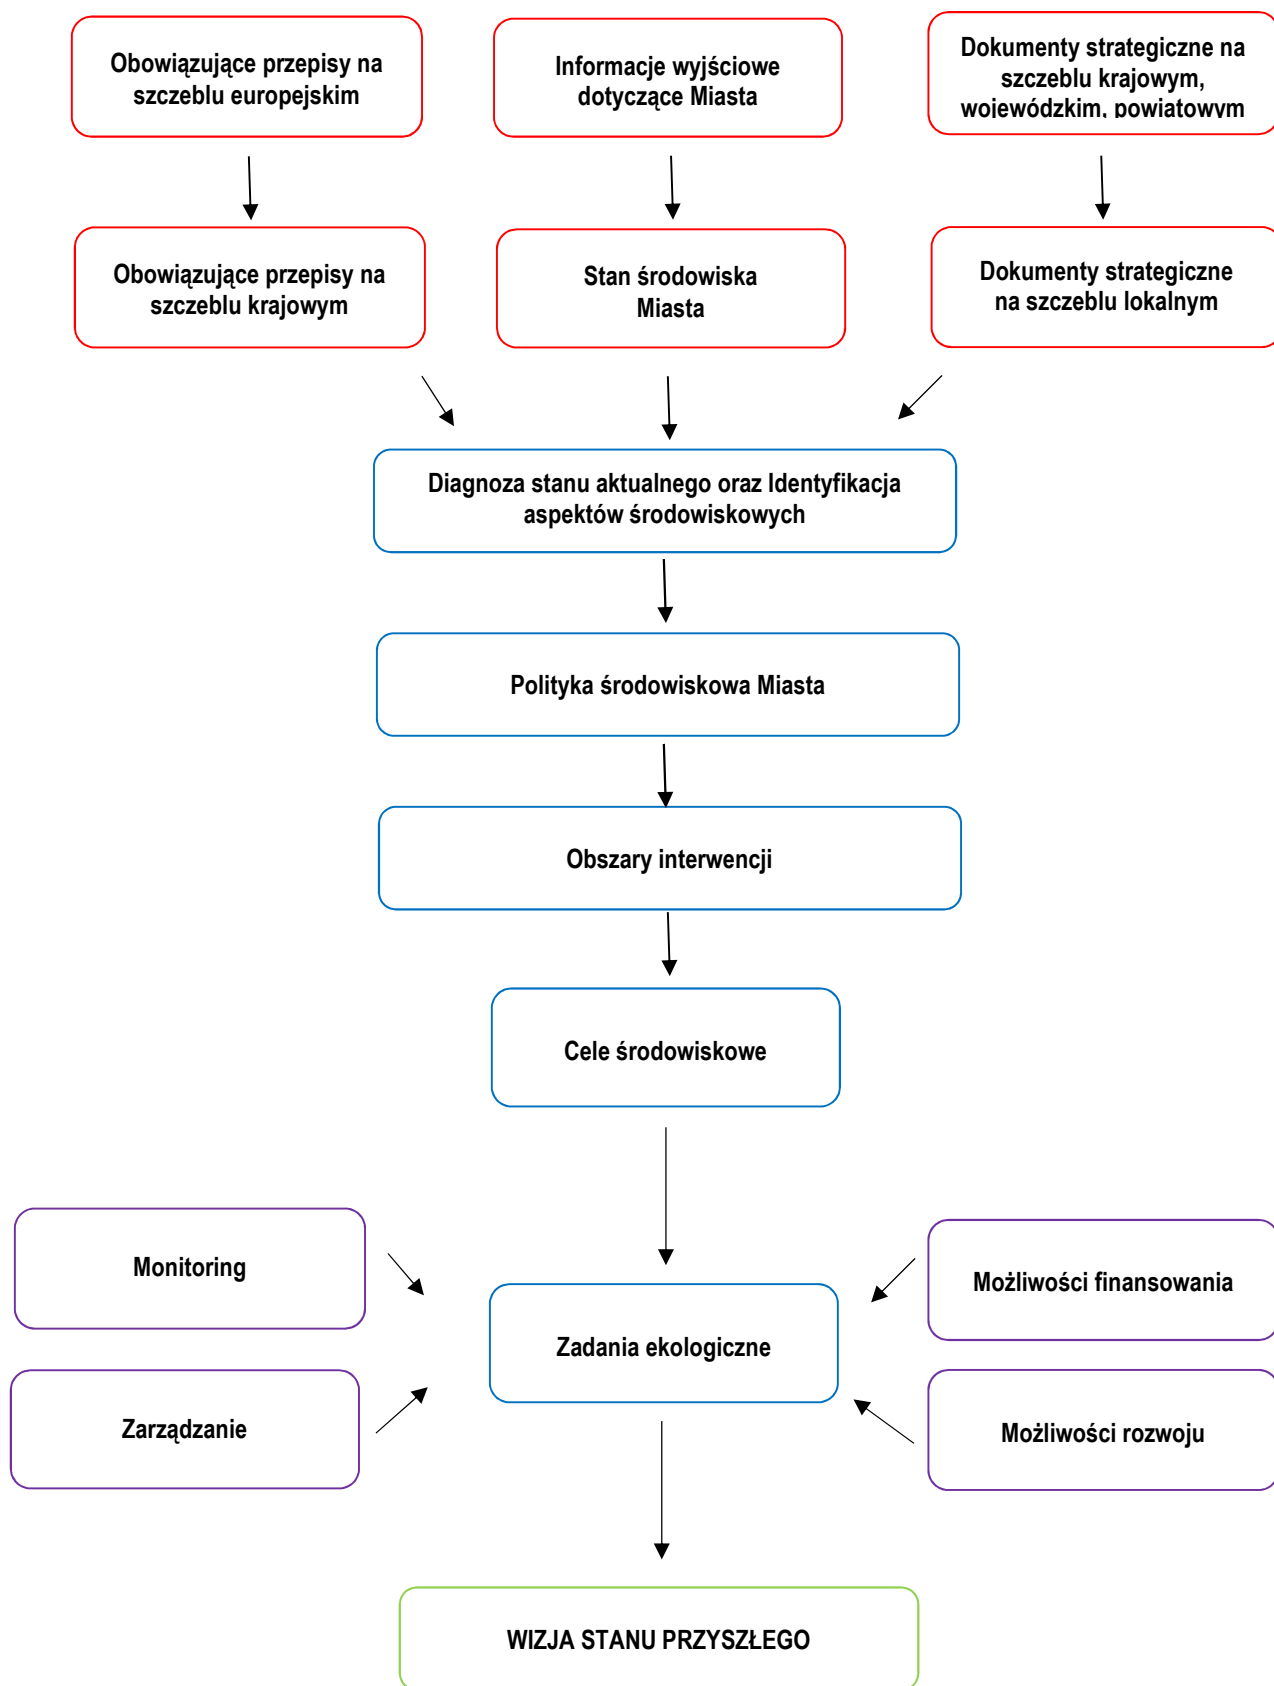 Obowiązujące przepisy na
szczeblu europejskim
Informacje wyjściowe
dotyczące Miasta
Dokumenty strategiczne na
szczeblu krajowym,
wojewódzkim, powiatowym
Obowiązujące przepisy na
szczeblu krajowym
Stan środowiska
Miasta
Dokumenty strategiczne
na szczeblu lokalnym
Diagnoza stanu aktualnego oraz Identyfikacja
aspektów środowiskowych
Polityka środowiskowa Miasta
Obszary interwencji
Cele środowiskowe
Monitoring
Możliwości finansowania
Zadania ekologiczne
Zarządzanie
Możliwości rozwoju
WIZJA STANU PRZYSZŁEGO